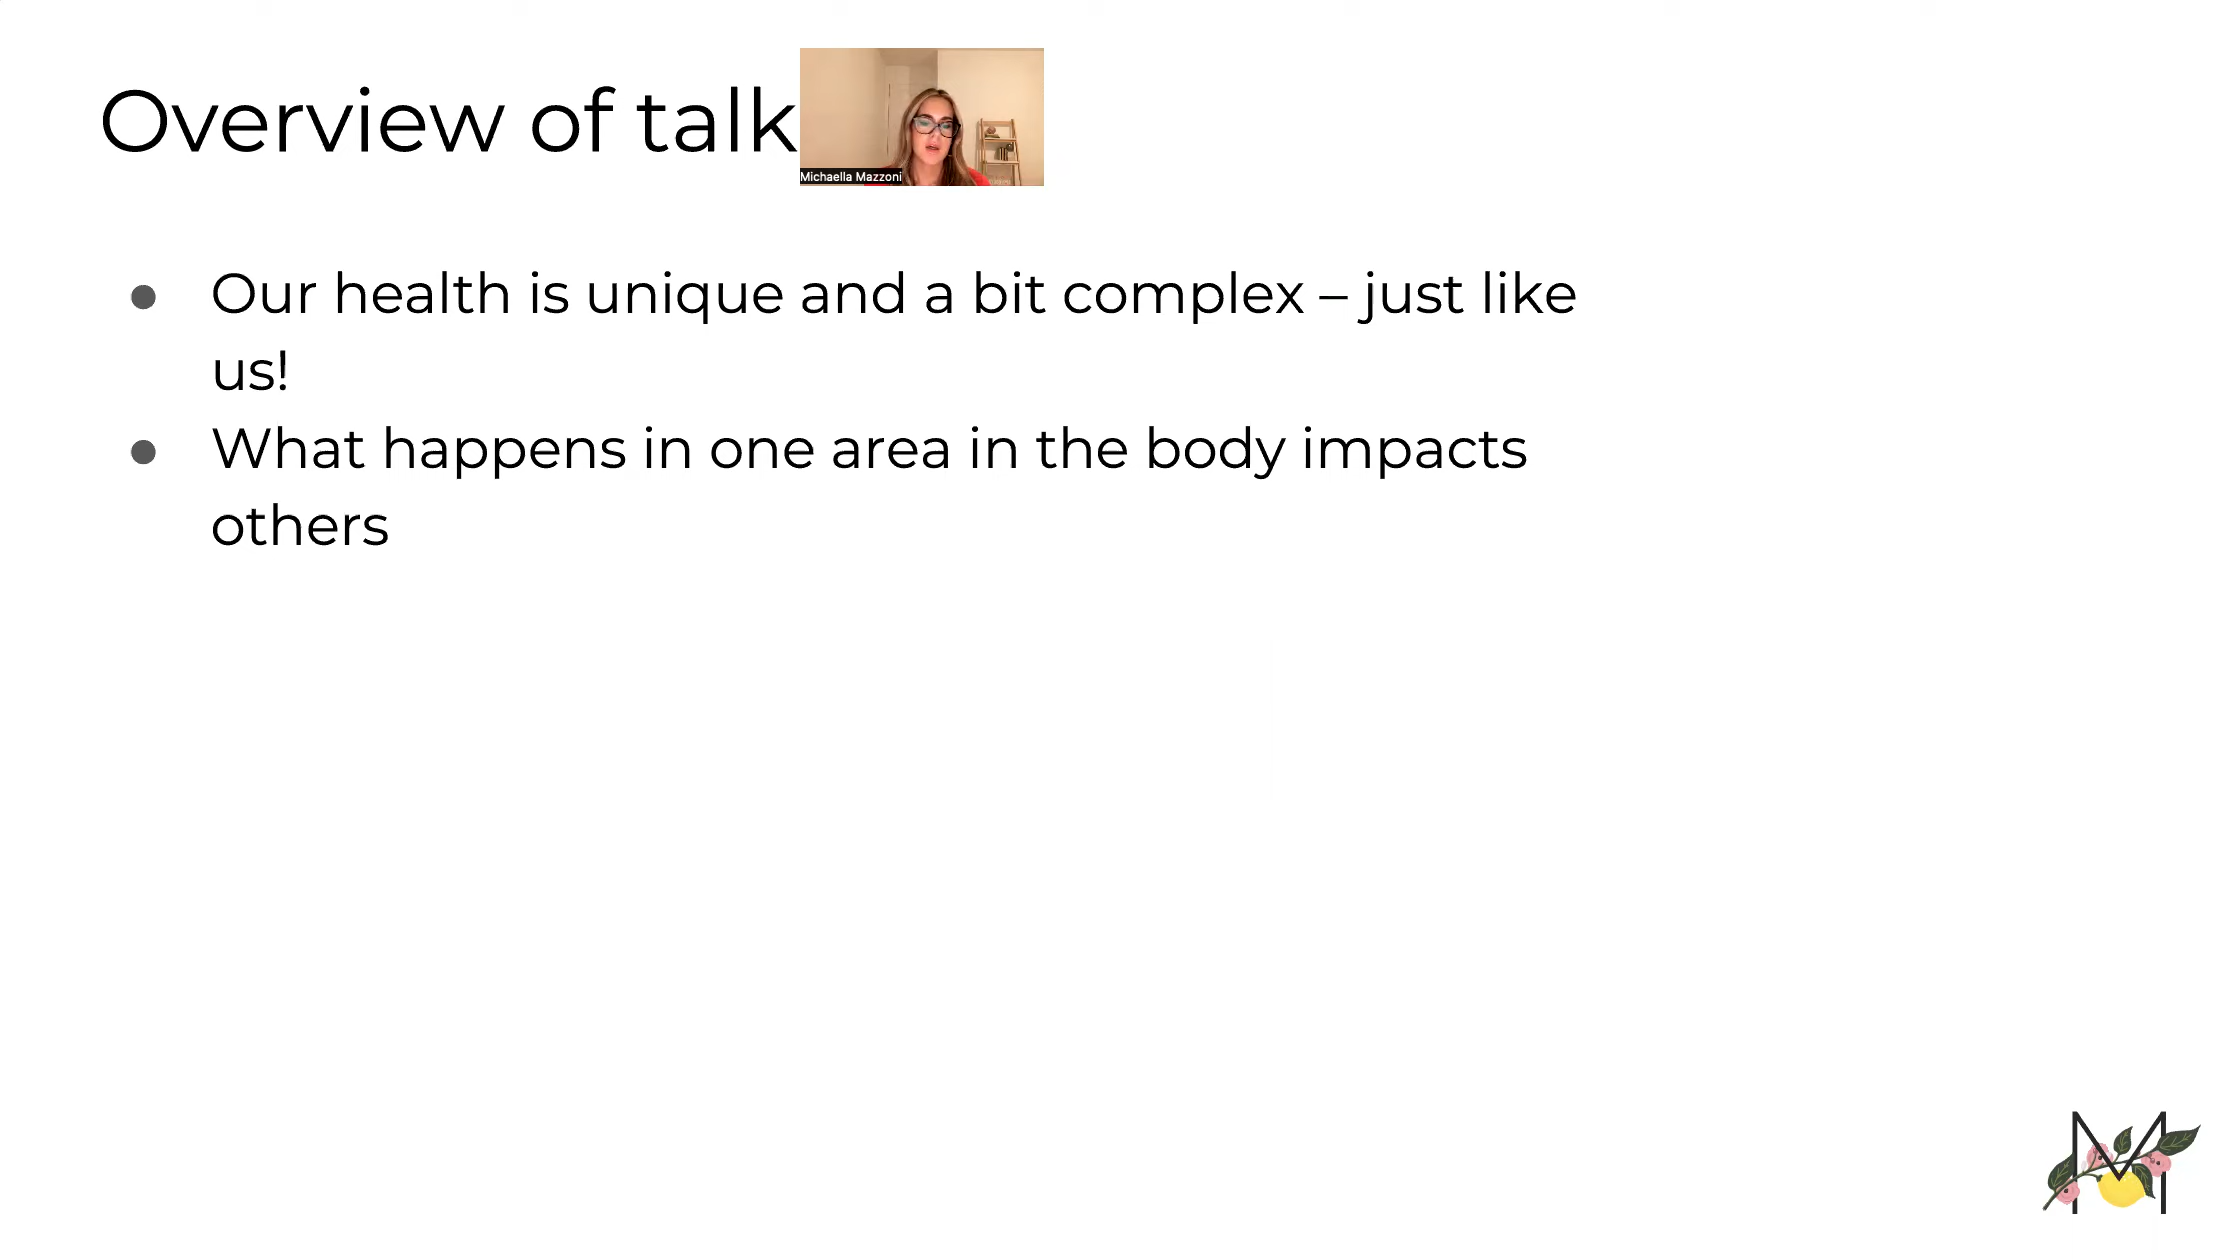 Overview of talk
Michaella Mazzoni
● Our health is unique and a bit complex – just like
us!
● What happens in one area in the body impacts
others
M